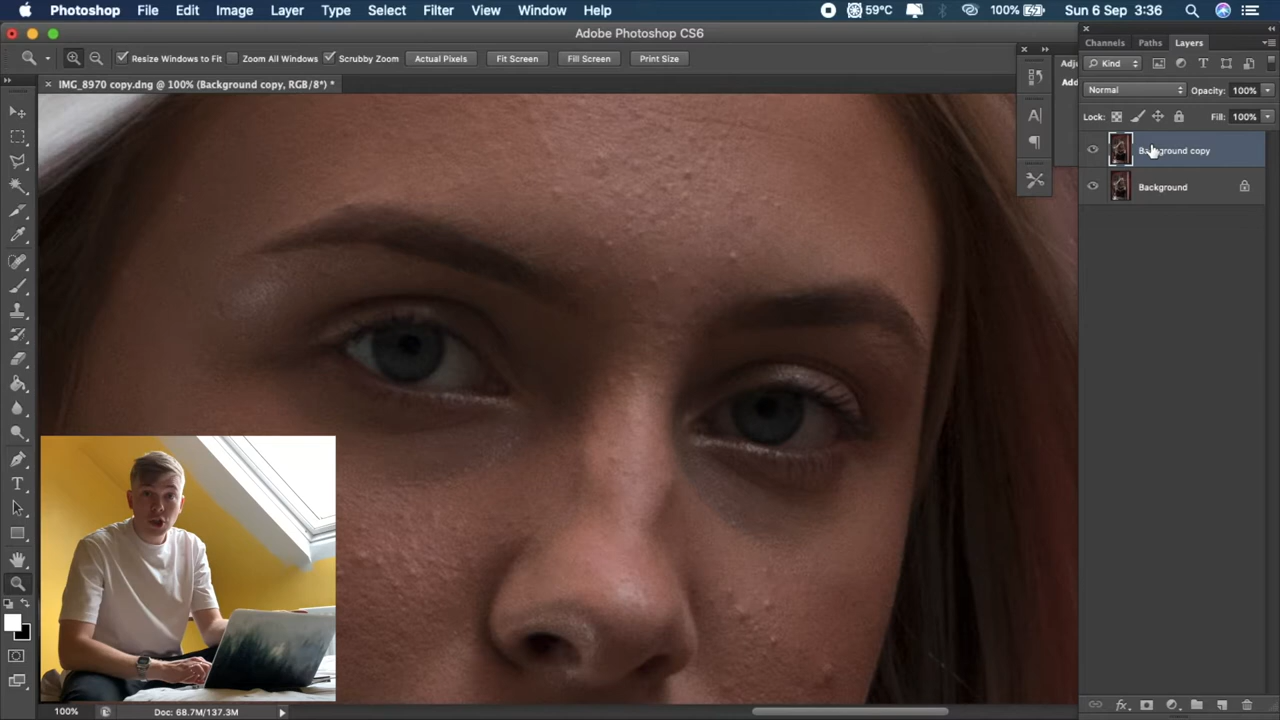 Photoshop File Edit Image Layer Type Select Filter View Window Help 59°C 100% Sun 6 Sep 3:36
Adobe Photoshop CS6
Resize Windows to Fit Zoom All Windows Scrubby Zoom Actual Pixels Fit Screen Fill Screen Print Size
IMG_8970 copy.dng @ 100% (Background copy, RGB/8*) *
Adju
Add
Channels Paths Layers
Kind
Normal Opacity: 100%
Lock: Fill: 100%
Background copy
Background
100% Doc: 68.7M/137.3M